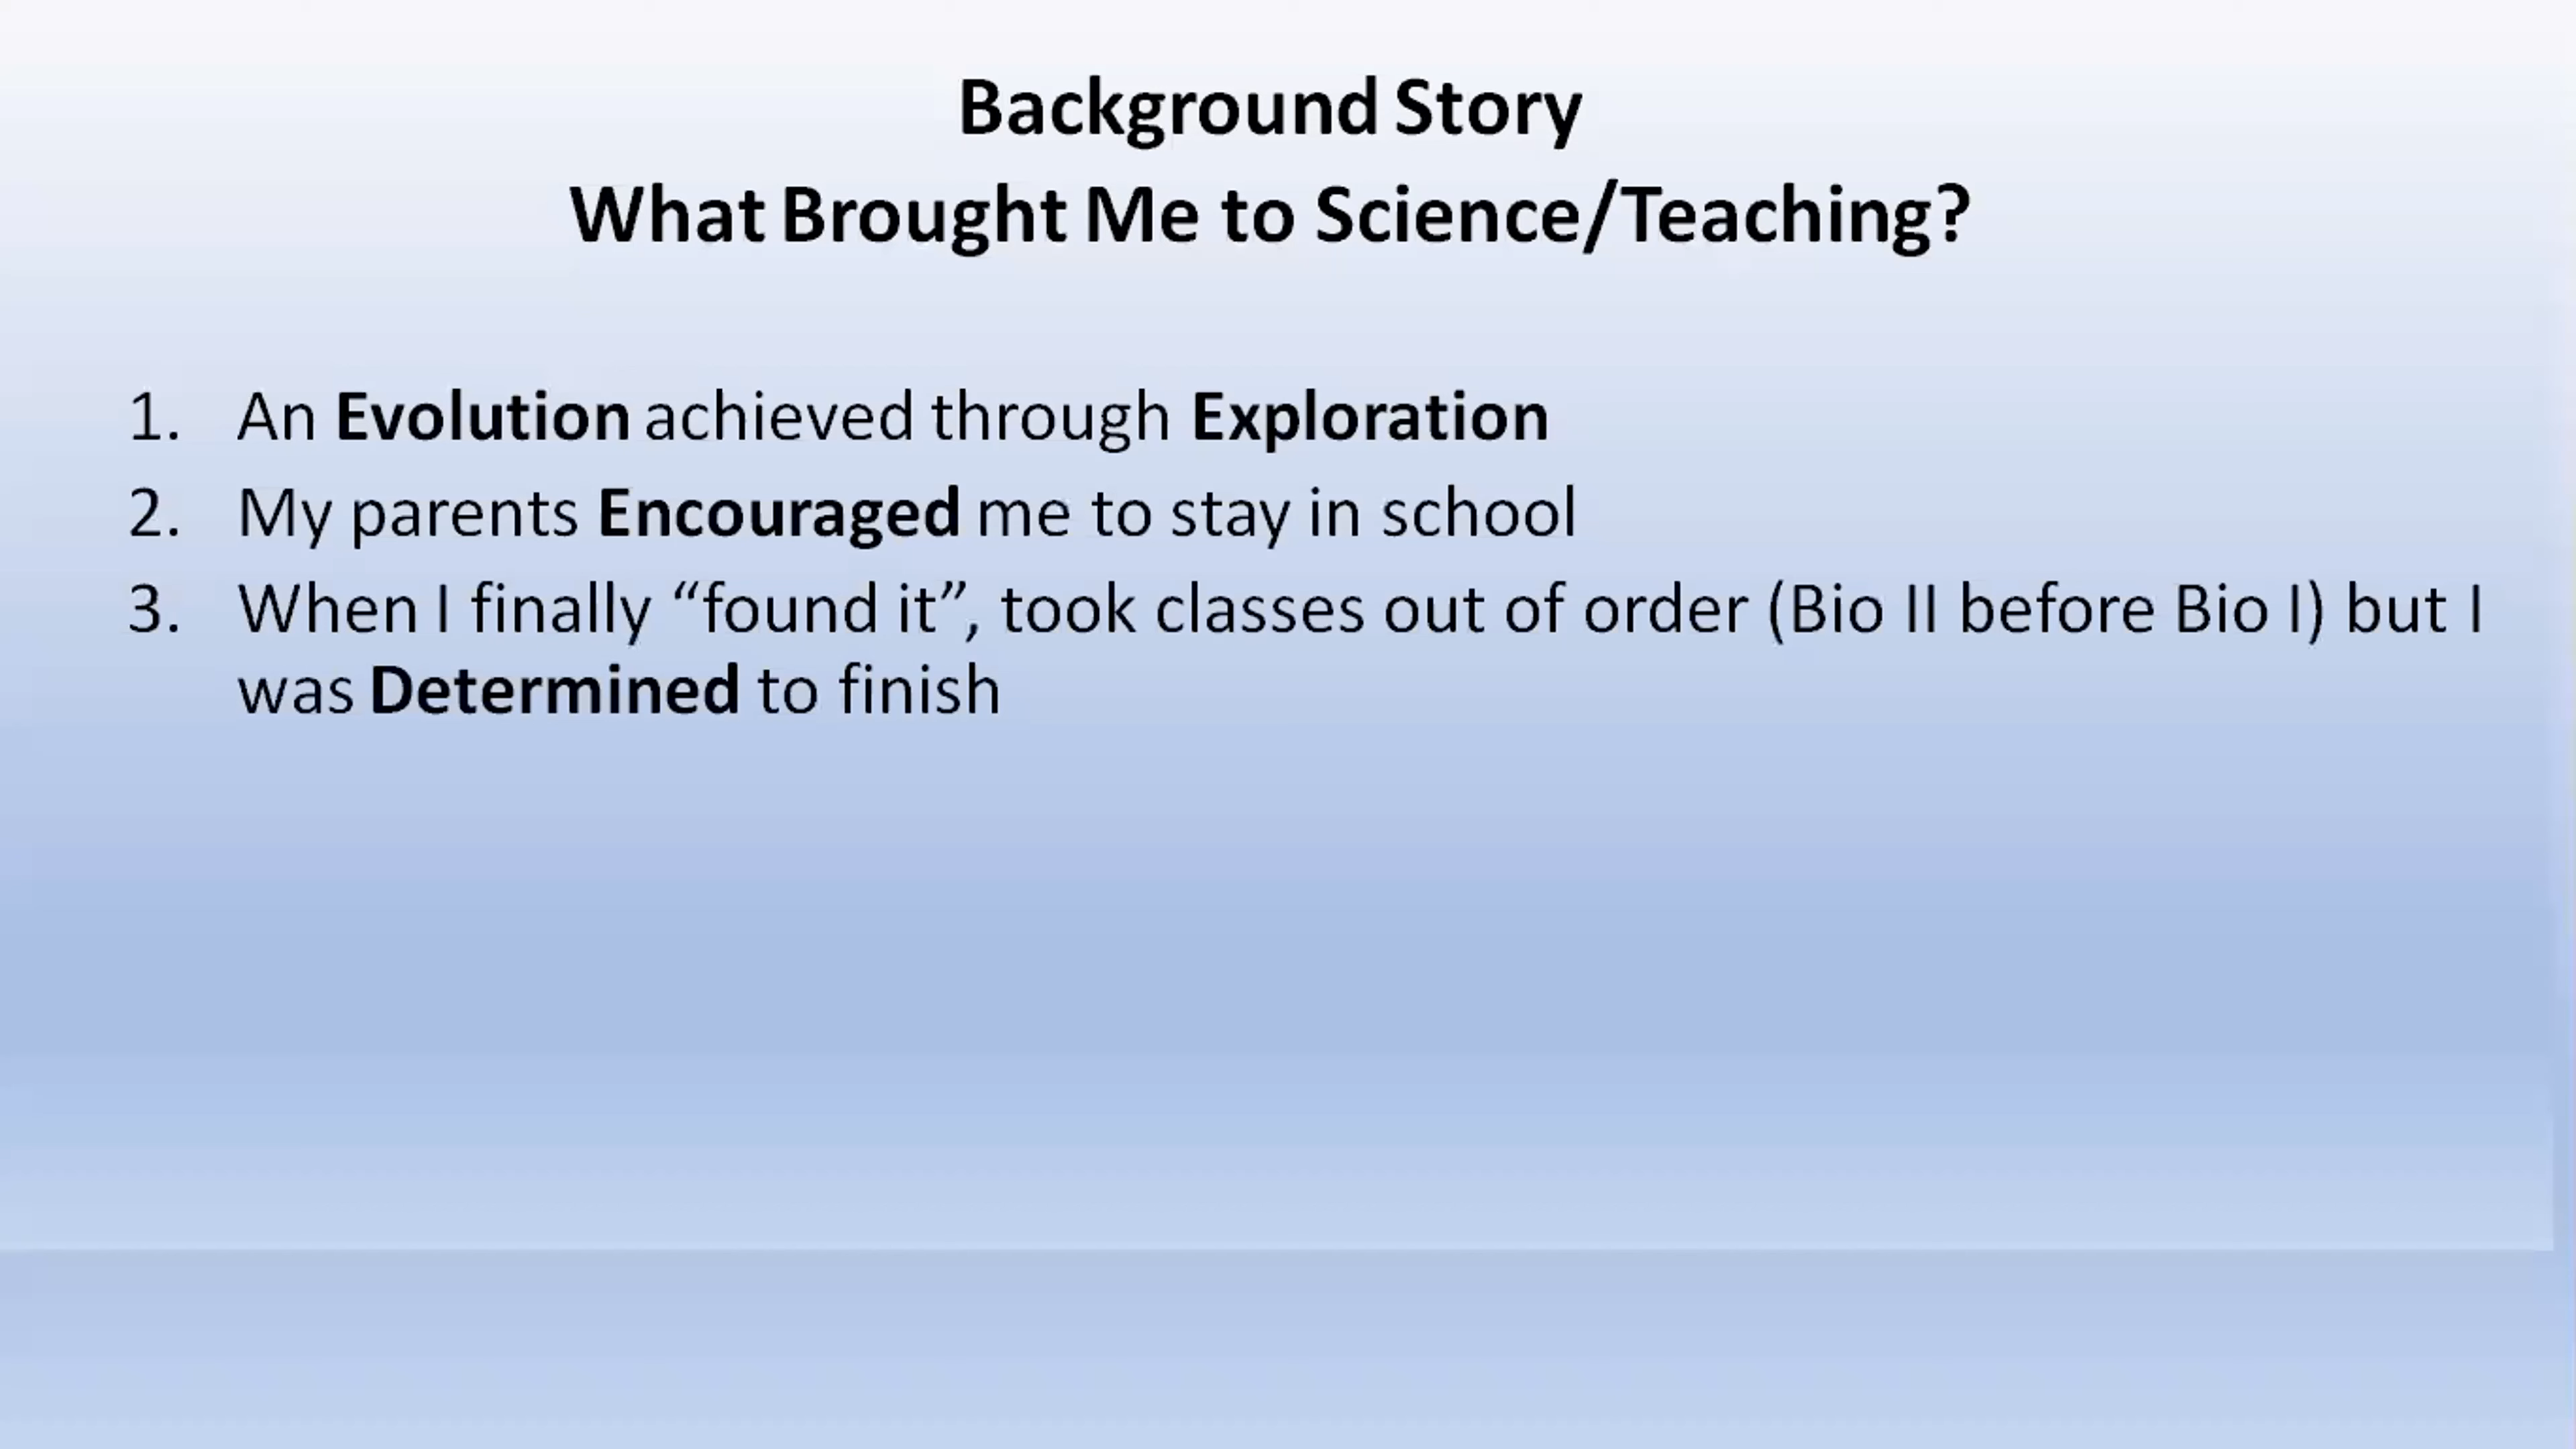 Background Story
What Brought Me to Science/Teaching?
1. An Evolution achieved through Exploration
2. My parents Encouraged me to stay in school
3. When I finally “found it”, took classes out of order (Bio II before Bio I) but I
was Determined to finish